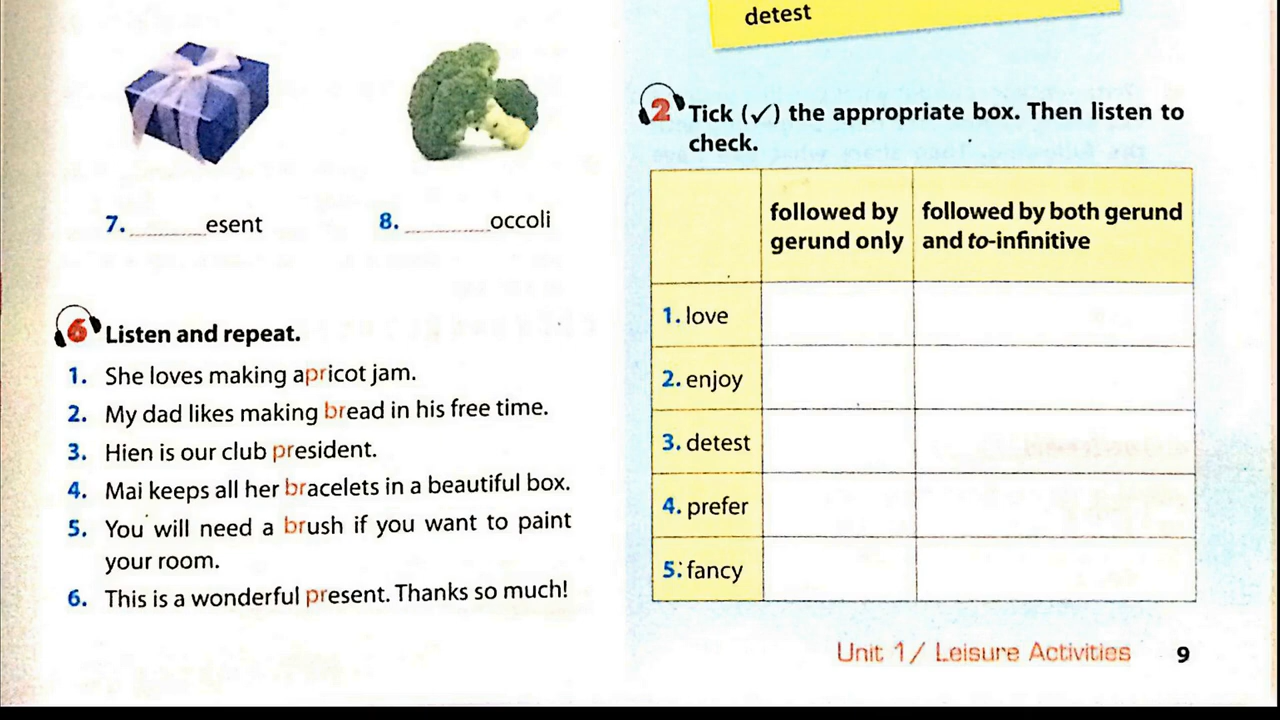 7. ________esent
8. ________occoli
6 Listen and repeat.
1. She loves making apricot jam.
2. My dad likes making bread in his free time.
3. Hien is our club president.
4. Mai keeps all her bracelets in a beautiful box.
5. You will need a brush if you want to paint
your room.
6. This is a wonderful present. Thanks so much!
detest
2 Tick (✓) the appropriate box. Then listen to
check.
followed by
gerund only
followed by both gerund
and to-infinitive
1. love
2. enjoy
3. detest
4. prefer
5. fancy
Unit 1/ Leisure Activities 9